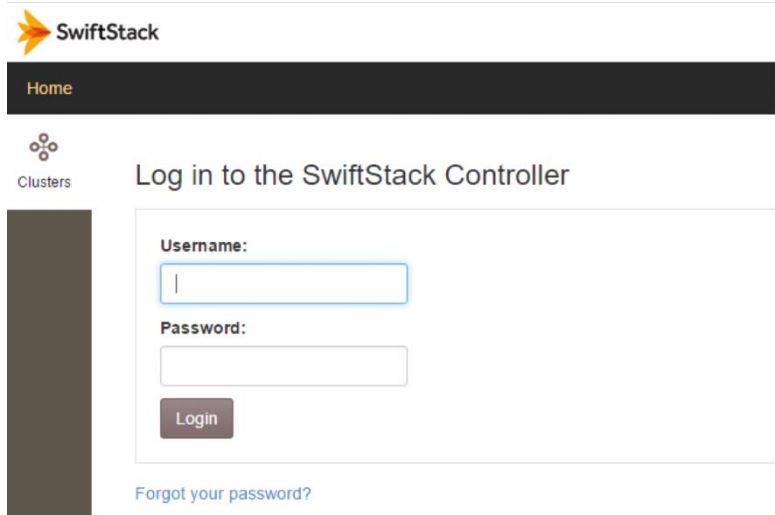 SwiftStack
Home
Clusters
Log in to the SwiftStack Controller
Username:
Password:
Login
Forgot your password?